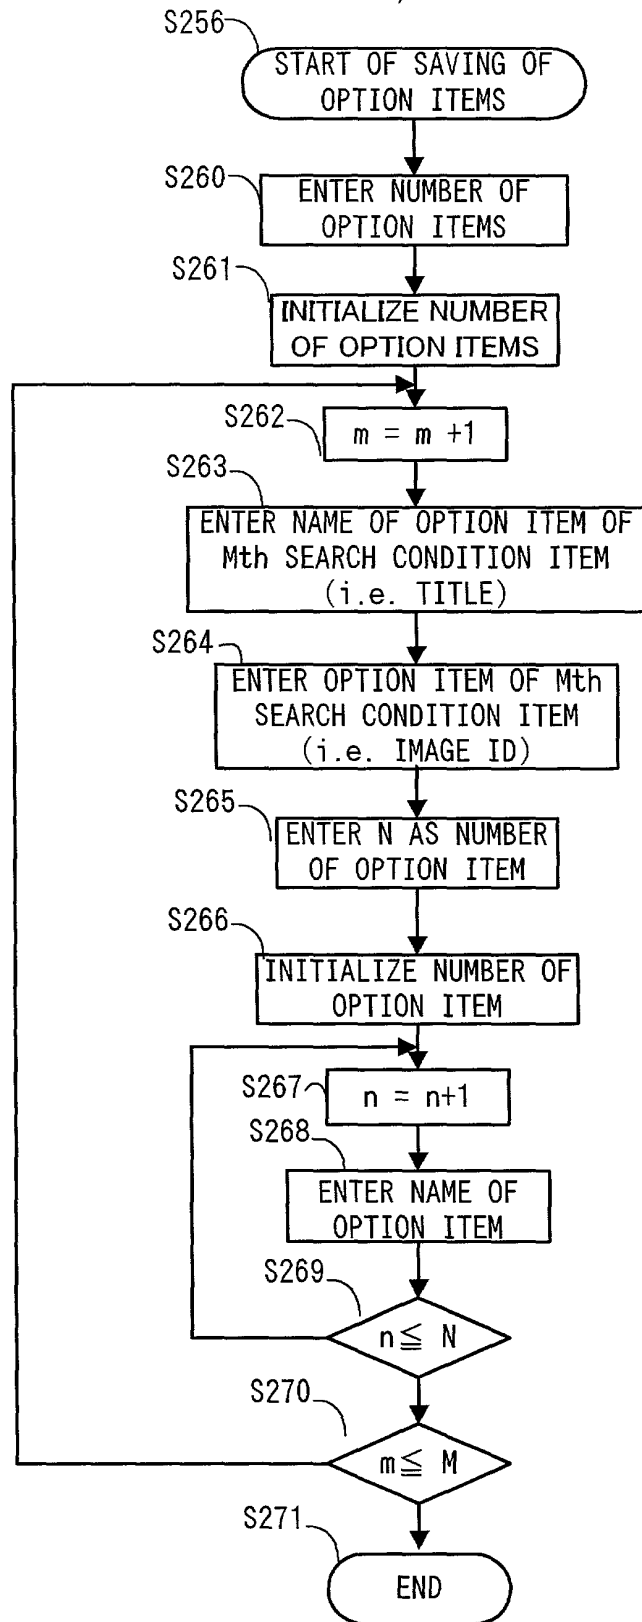 S256
START OF SAVING OF
OPTION ITEMS
S260
ENTER NUMBER OF
OPTION ITEMS
S261
INITIALIZE NUMBER
OF OPTION ITEMS
S262
m = m +1
S263
ENTER NAME OF OPTION ITEM OF
Mth SEARCH CONDITION ITEM
(i.e. TITLE)
S264
ENTER OPTION ITEM OF Mth
SEARCH CONDITION ITEM
(i.e. IMAGE ID)
S265
ENTER N AS NUMBER
OF OPTION ITEM
S266
INITIALIZE NUMBER OF
OPTION ITEM
S267
n = n+1
S268
ENTER NAME OF
OPTION ITEM
S269
n≦ N
S270
m≦ M
S271
END